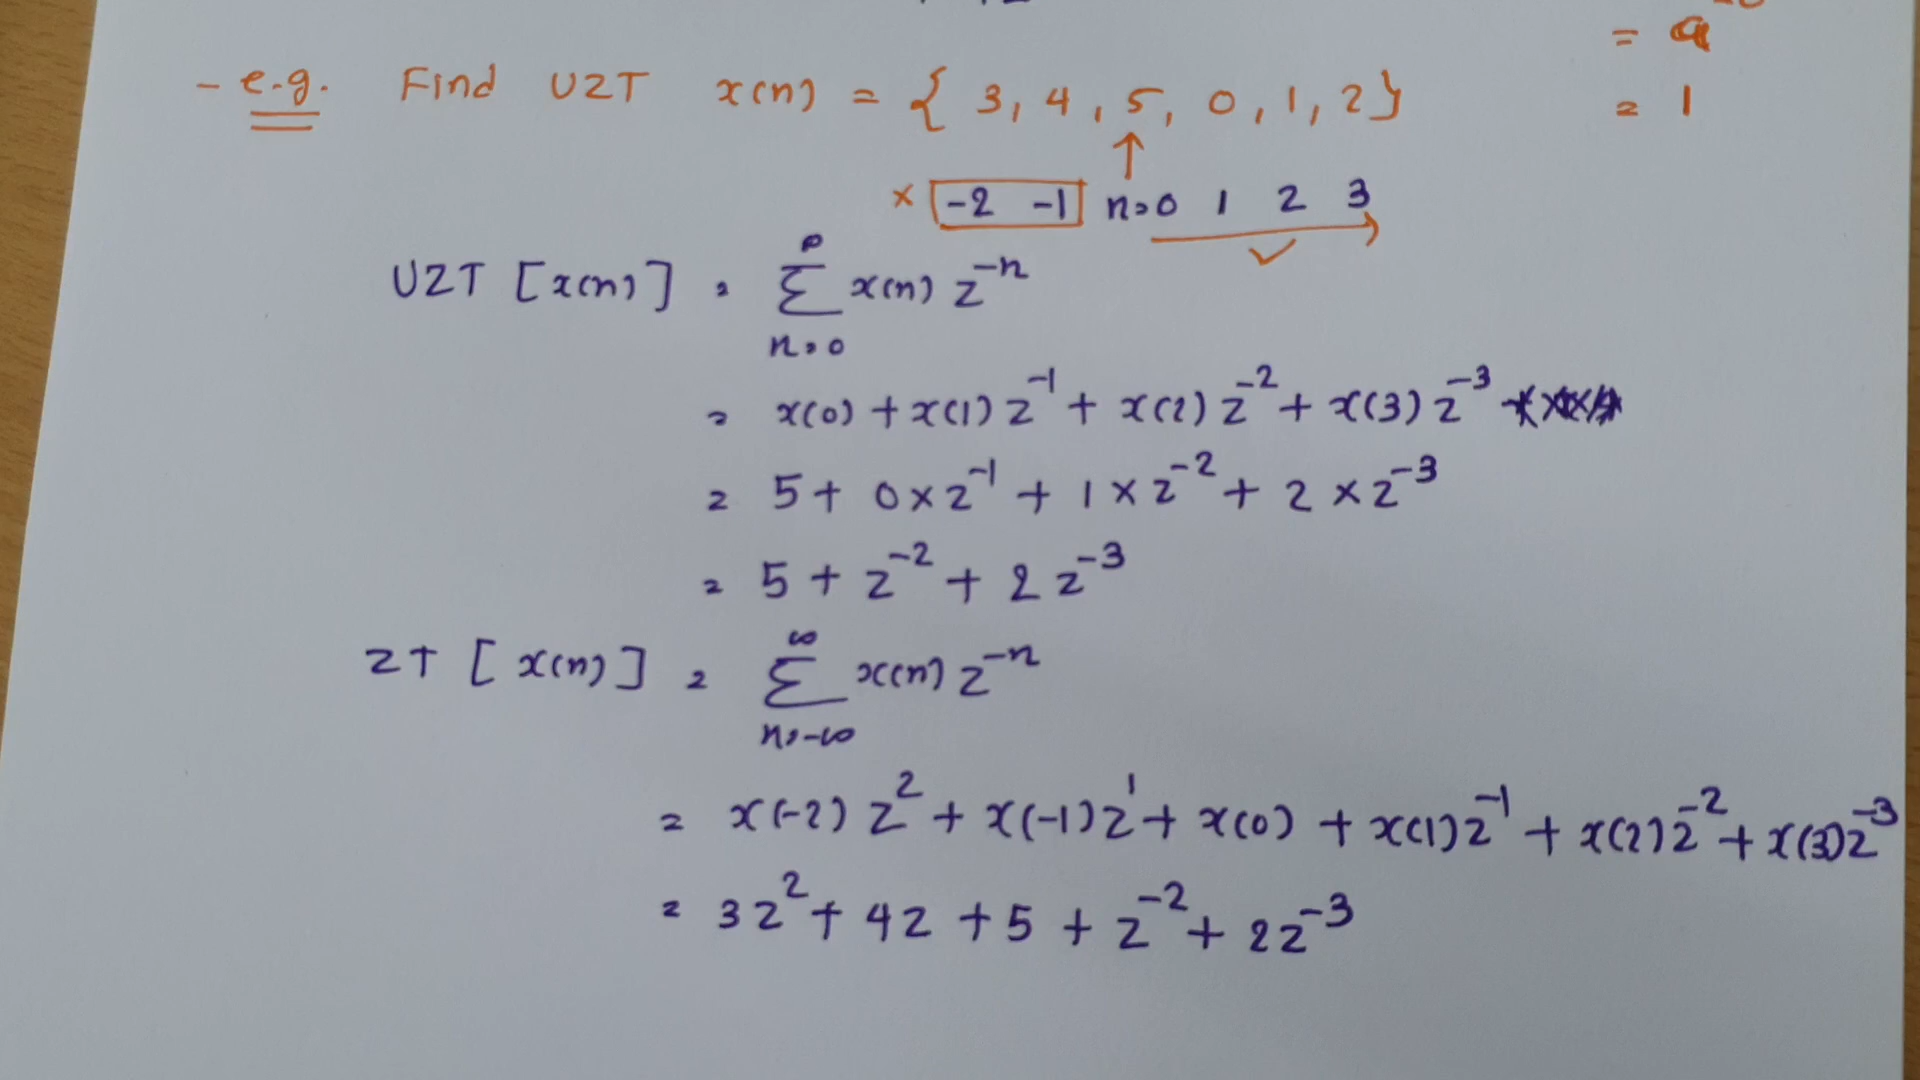 = a
- e.g. Find UZT x(n) = { 3, 4, 5, 0, 1, 2}
= 1
↑
× -2 -1 n=0 1 2 3
✓
UZT [x(n)] = ∞ Σ n=0 x(n) z^-n
= x(0) + x(1) z^-1 + x(2) z^-2 + x(3) z^-3
= 5 + 0 × z^-1 + 1 × z^-2 + 2 × z^-3
= 5 + z^-2 + 2 z^-3
ZT [x(n)] = ∞ Σ n=-∞ x(n) z^-n
= x(-2) z^2 + x(-1) z^1 + x(0) + x(1) z^-1 + x(2) z^-2 + x(3) z^-3
= 3z^2 + 4z + 5 + z^-2 + 2z^-3